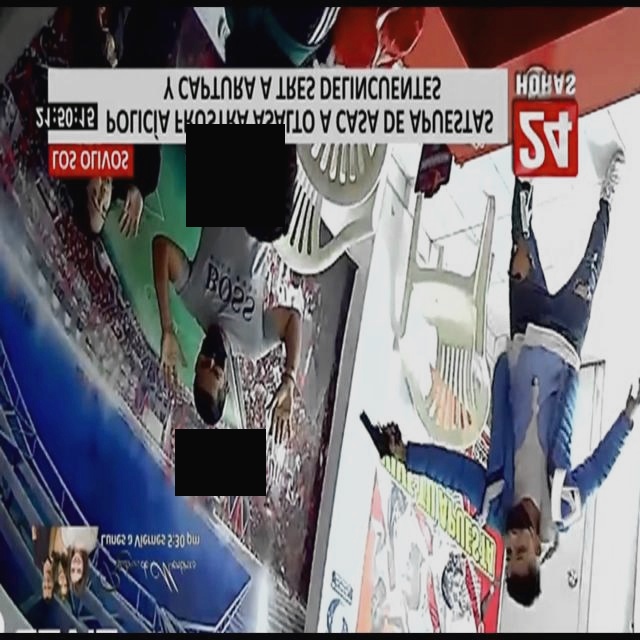 Lunes a Viernes 5:30 pm
BOSS
LOS OLIVOS
24
HORAS
21:50:15 POLICÍA FRUSTRA ASALTO A CASA DE APUESTAS
Y CAPTURA A TRES DELINCUENTES